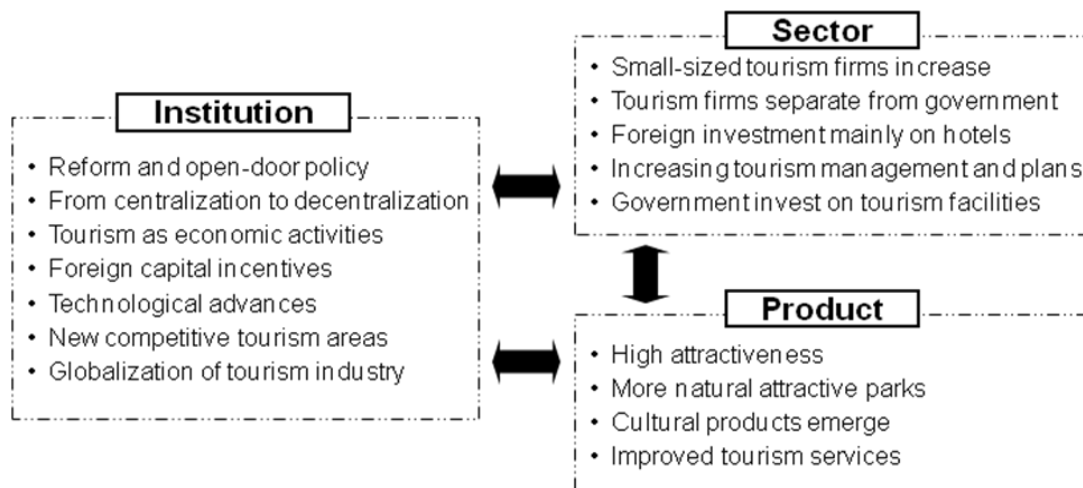 Institution
• Reform and open-door policy
• From centralization to decentralization
• Tourism as economic activities
• Foreign capital incentives
• Technological advances
• New competitive tourism areas
• Globalization of tourism industry
Sector
• Small-sized tourism firms increase
• Tourism firms separate from government
• Foreign investment mainly on hotels
• Increasing tourism management and plans
• Government invest on tourism facilities
Product
• High attractiveness
• More natural attractive parks
• Cultural products emerge
• Improved tourism services